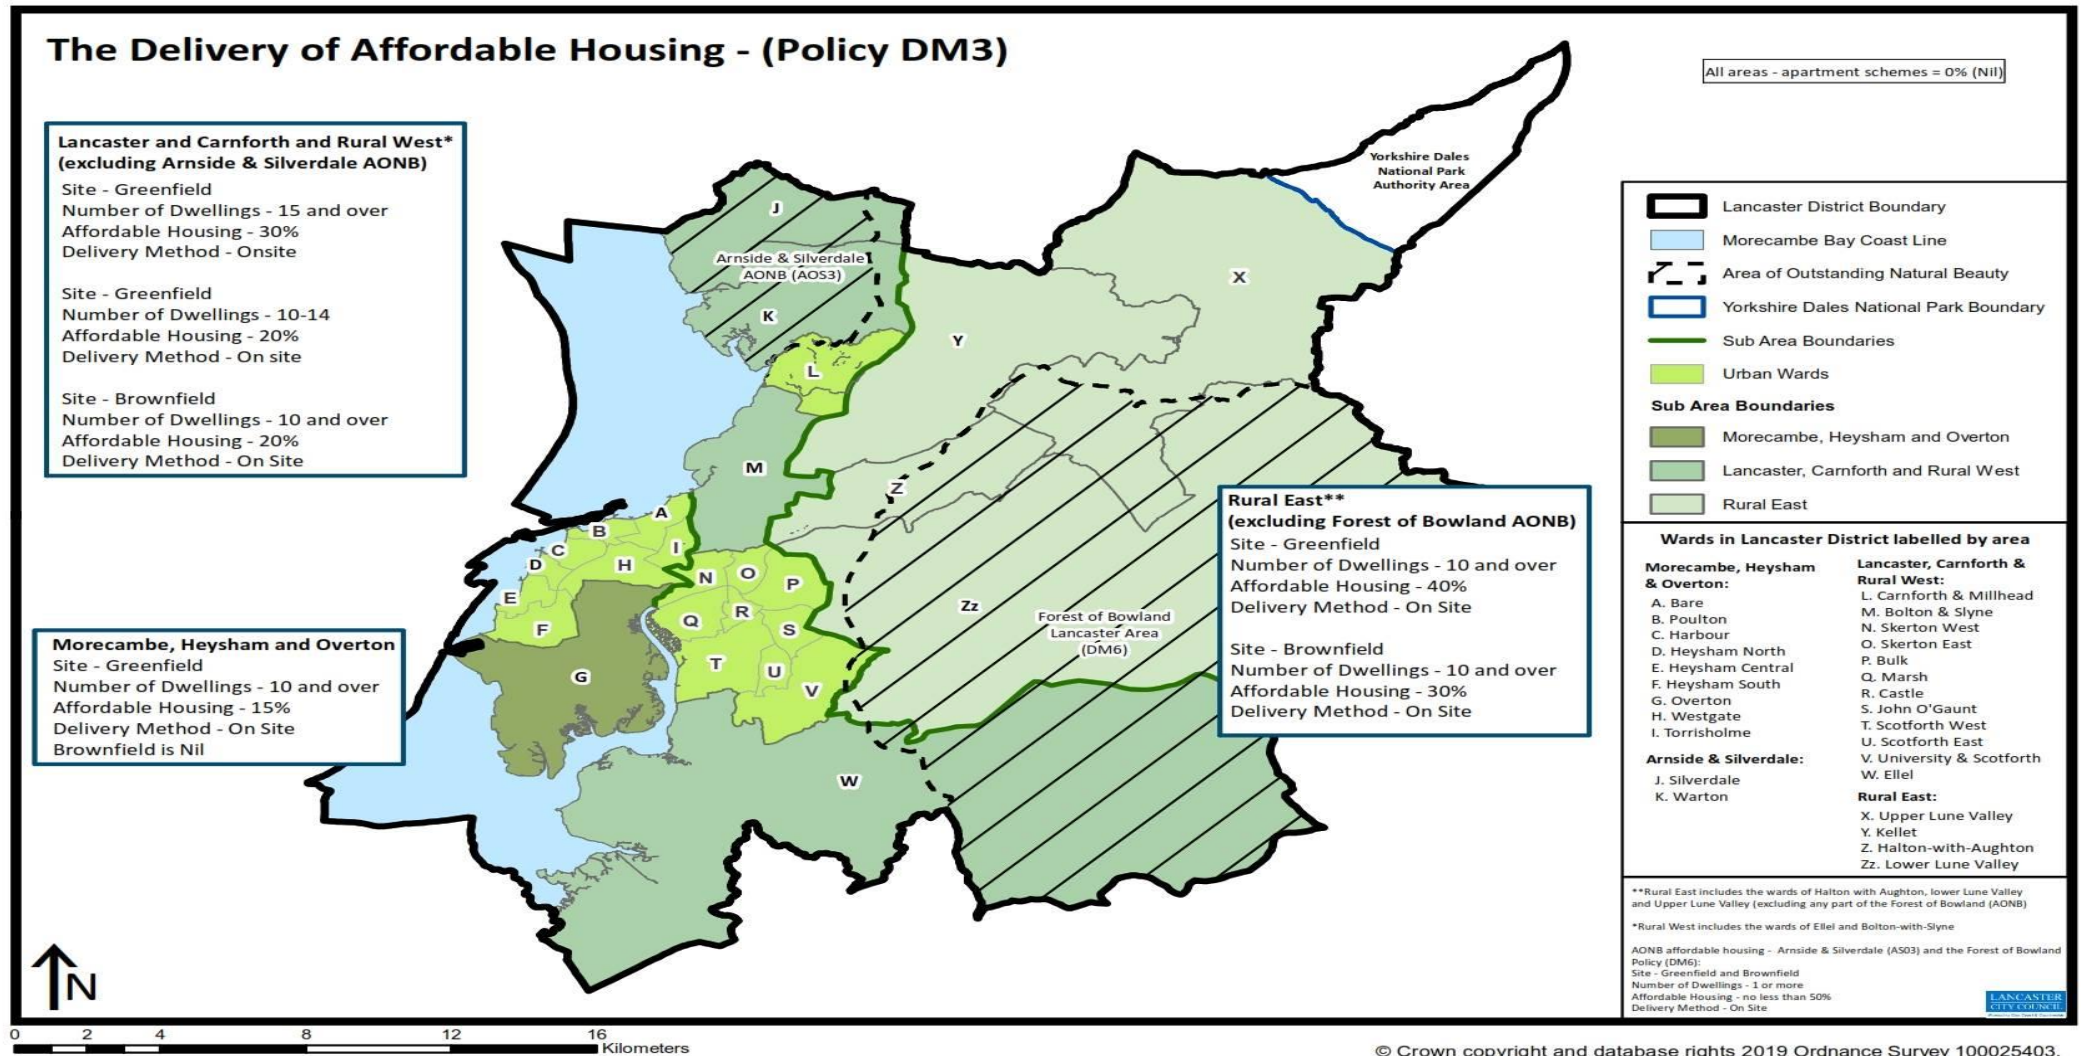 The Delivery of Affordable Housing - (Policy DM3)
All areas - apartment schemes = 0% (Nil)
Lancaster and Carnforth and Rural West*
(excluding Arnside & Silverdale AONB)
Site - Greenfield
Number of Dwellings - 15 and over
Affordable Housing - 30%
Delivery Method - Onsite
Site - Greenfield
Number of Dwellings - 10-14
Affordable Housing - 20%
Delivery Method - On site
Site - Brownfield
Number of Dwellings - 10 and over
Affordable Housing - 20%
Delivery Method - On Site
Morecambe, Heysham and Overton
Site - Greenfield
Number of Dwellings - 10 and over
Affordable Housing - 15%
Delivery Method - On Site
Brownfield is Nil
Yorkshire Dales
National Park
Authority Area
J
Arnside & Silverdale
AONB (AOS3)
K
X
Y
L
M
Z
A
B
C
I
D
H
N
O
P
E
Zz
R
Q
F
S
T
U
G
V
W
Forest of Bowland
Lancaster Area
(DM6)
Rural East**
(excluding Forest of Bowland AONB)
Site - Greenfield
Number of Dwellings - 10 and over
Affordable Housing - 40%
Delivery Method - On Site
Site - Brownfield
Number of Dwellings - 10 and over
Affordable Housing - 30%
Delivery Method - On Site
Lancaster District Boundary
Morecambe Bay Coast Line
Area of Outstanding Natural Beauty
Yorkshire Dales National Park Boundary
Sub Area Boundaries
Urban Wards
Sub Area Boundaries
Morecambe, Heysham and Overton
Lancaster, Carnforth and Rural West
Rural East
Wards in Lancaster District labelled by area
Morecambe, Heysham
& Overton:
A. Bare
B. Poulton
C. Harbour
D. Heysham North
E. Heysham Central
F. Heysham South
G. Overton
H. Westgate
I. Torrisholme
Arnside & Silverdale:
J. Silverdale
K. Warton
Lancaster, Carnforth &
Rural West:
L. Carnforth & Millhead
M. Bolton & Slyne
N. Skerton West
O. Skerton East
P. Bulk
Q. Marsh
R. Castle
S. John O'Gaunt
T. Scotforth West
U. Scotforth East
V. University & Scotforth
W. Ellel
Rural East:
X. Upper Lune Valley
Y. Kellet
Z. Halton-with-Aughton
Zz. Lower Lune Valley
**Rural East includes the wards of Halton with Aughton, lower Lune Valley
and Upper Lune Valley (excluding any part of the Forest of Bowland (AONB)
*Rural West includes the wards of Ellel and Bolton-with-Slyne
AONB affordable housing - Arnside & Silverdale (AS03) and the Forest of Bowland
Policy (DM6):
Site - Greenfield and Brownfield
Number of Dwellings - 1 or more
Affordable Housing - no less than 50%
Delivery Method - On Site
LANCASTER
CITY COUNCIL
N
0 2 4 8 12 16
Kilometers
© Crown copyright and database rights 2019 Ordnance Survey 100025403.